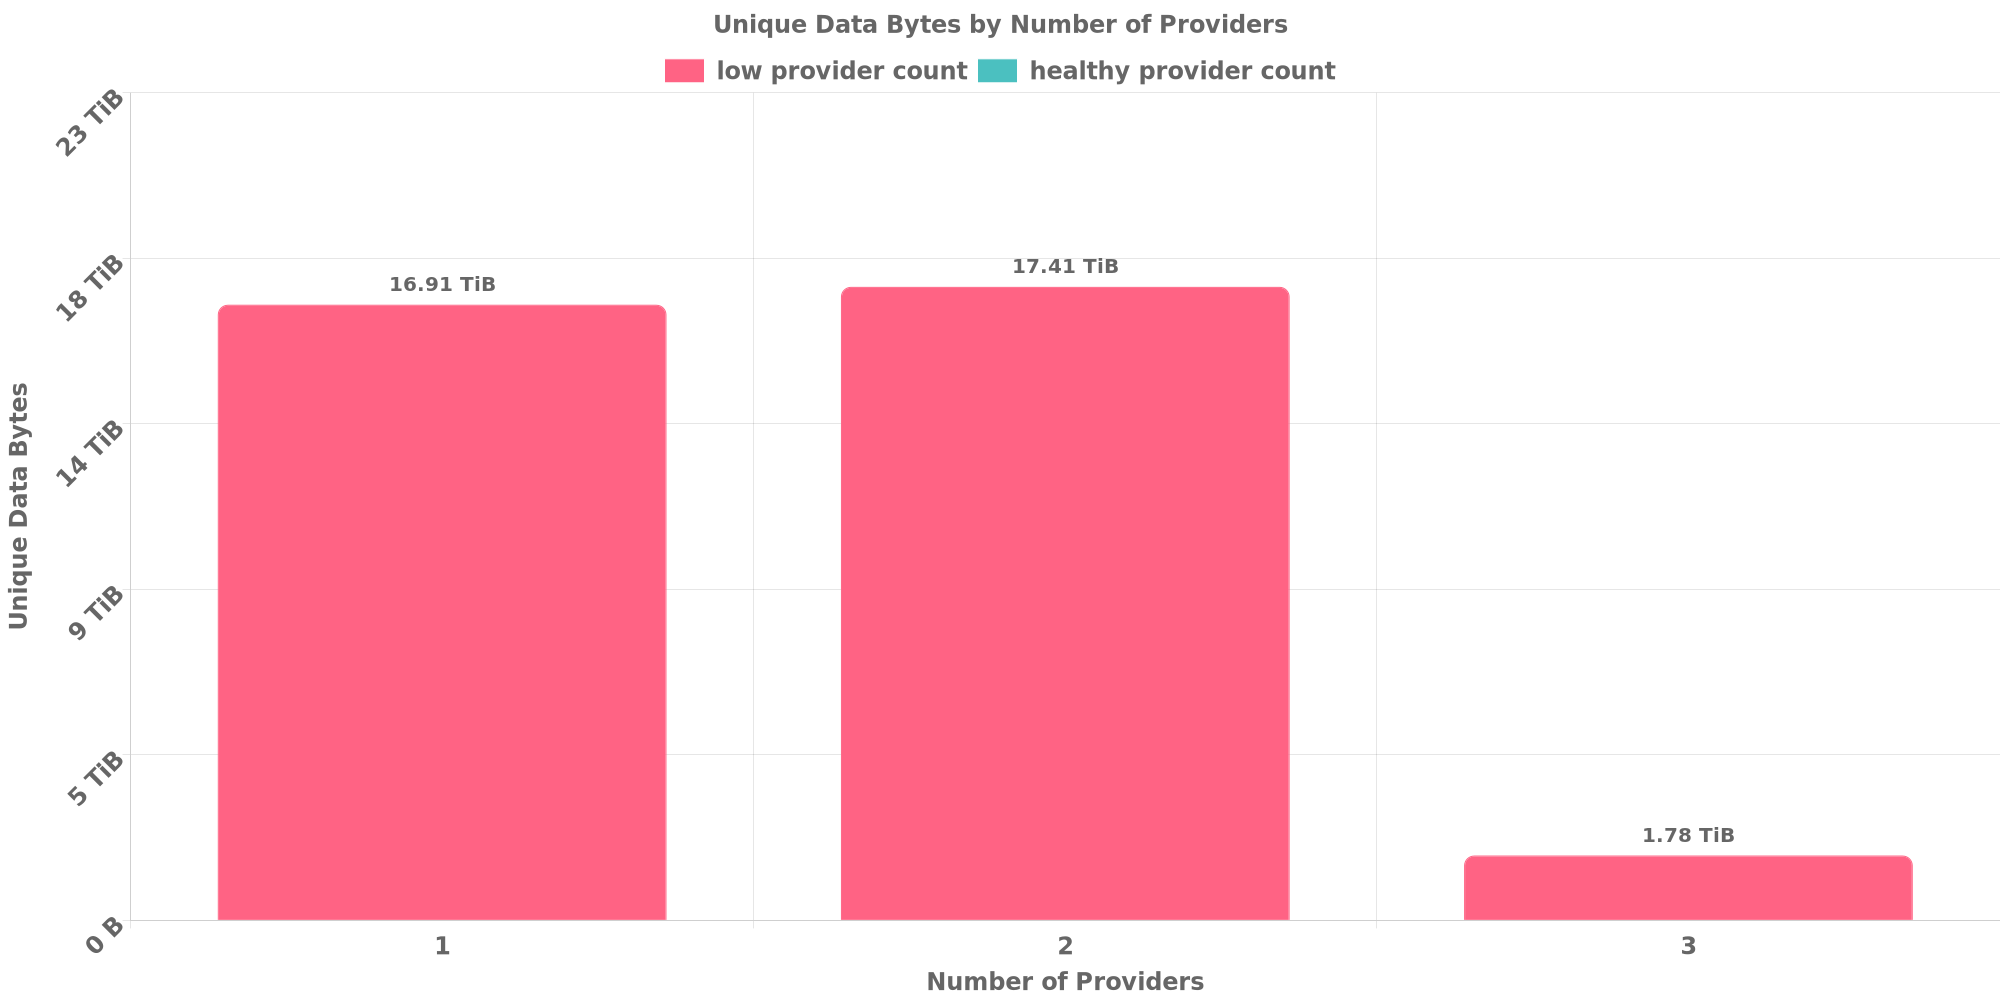 Unique Data Bytes by Number of Providers
low provider count healthy provider count
23 TiB
18 TiB
14 TiB
9 TiB
5 TiB
0 B
Unique Data Bytes
16.91 TiB
17.41 TiB
1.78 TiB
1 2 3
Number of Providers